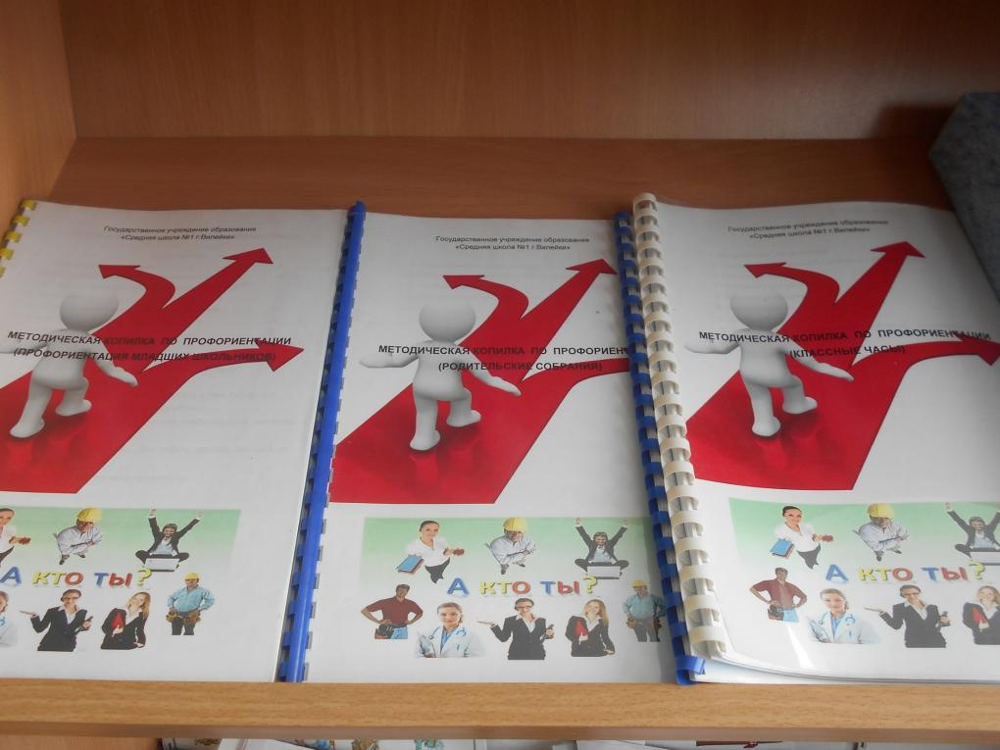 Государственное учреждение образования
«Средняя школа №1 г.Вилейки»
МЕТОДИЧЕСКАЯ КОПИЛКА ПО ПРОФОРИЕНТАЦИИ
(ПРОФОРИЕНТАЦИЯ МЛАДШИХ ШКОЛЬНИКОВ)
А КТО ТЫ?
Государственное учреждение образования
«Средняя школа №1 г.Вилейки»
МЕТОДИЧЕСКАЯ КОПИЛКА ПО ПРОФОРИЕН
(РОДИТЕЛЬСКИЕ СОБРАНИЯ)
А КТО ТЫ?
Государственное учреждение образования
«Средняя школа №1 г.Вилейки»
МЕТОДИЧЕСКАЯ КОПИЛКА ПО ПРОФОРИЕНТАЦИИ
(КЛАССНЫЕ ЧАСЫ)
А КТО ТЫ?